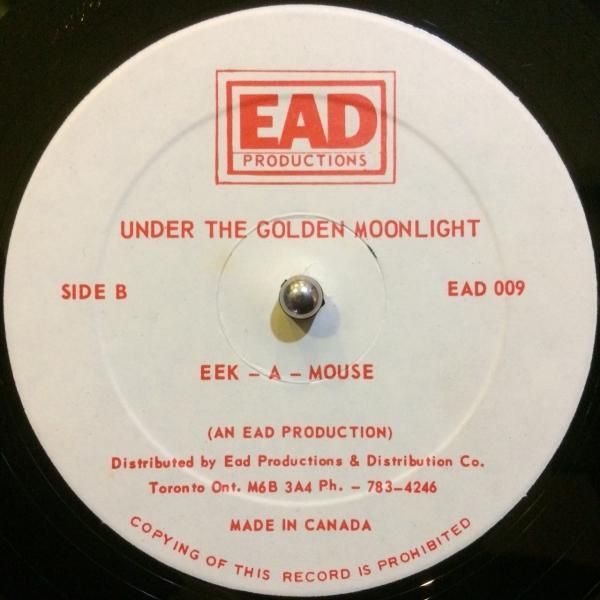 EAD
PRODUCTIONS
UNDER THE GOLDEN MOONLIGHT
SIDE B
EAD 009
EEK – A – MOUSE
(AN EAD PRODUCTION)
Distributed by Ead Productions & Distribution Co.
Toronto Ont. M6B 3A4 Ph. – 783–4246
MADE IN CANADA
COPYING OF THIS RECORD IS PROHIBITED